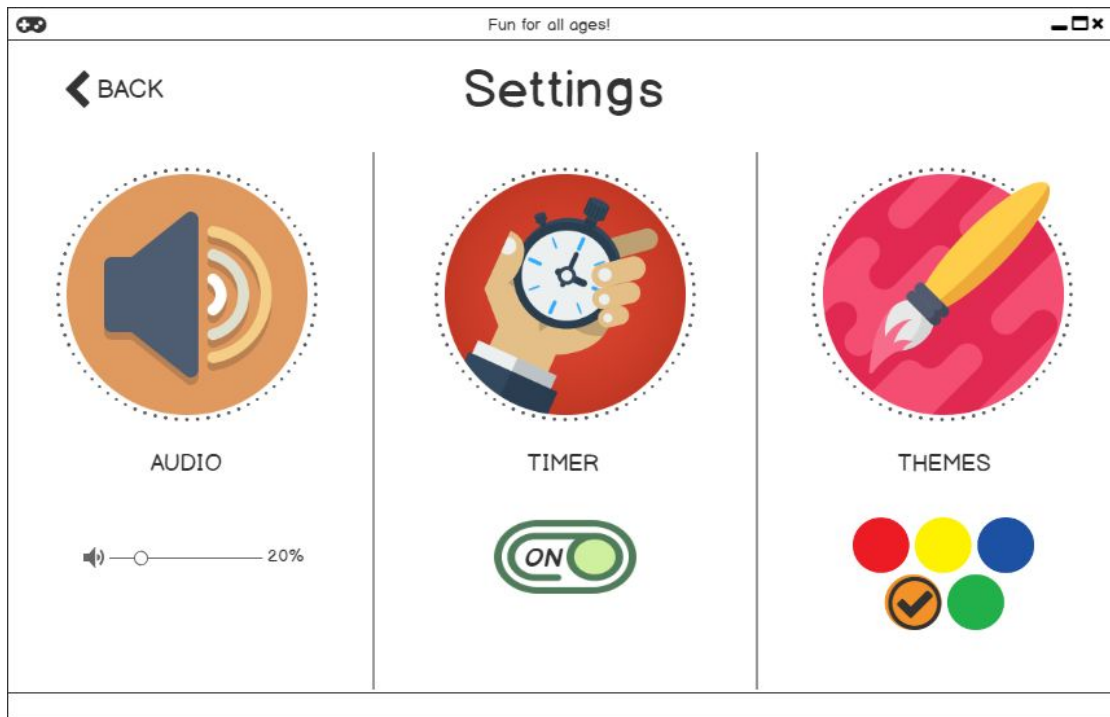 Fun for all ages!
BACK
Settings
AUDIO
TIMER
THEMES
20%
ON